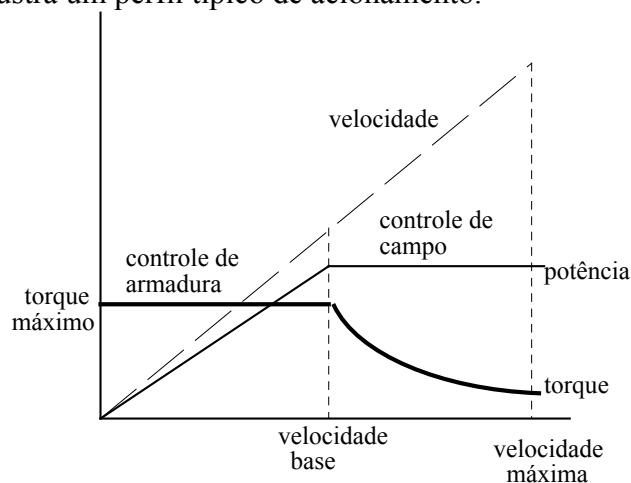 ustra um perfil típico de acionamento.
velocidade
controle de
campo
controle de
armadura
potência
torque
máximo
torque
velocidade
base
velocidade
máxima